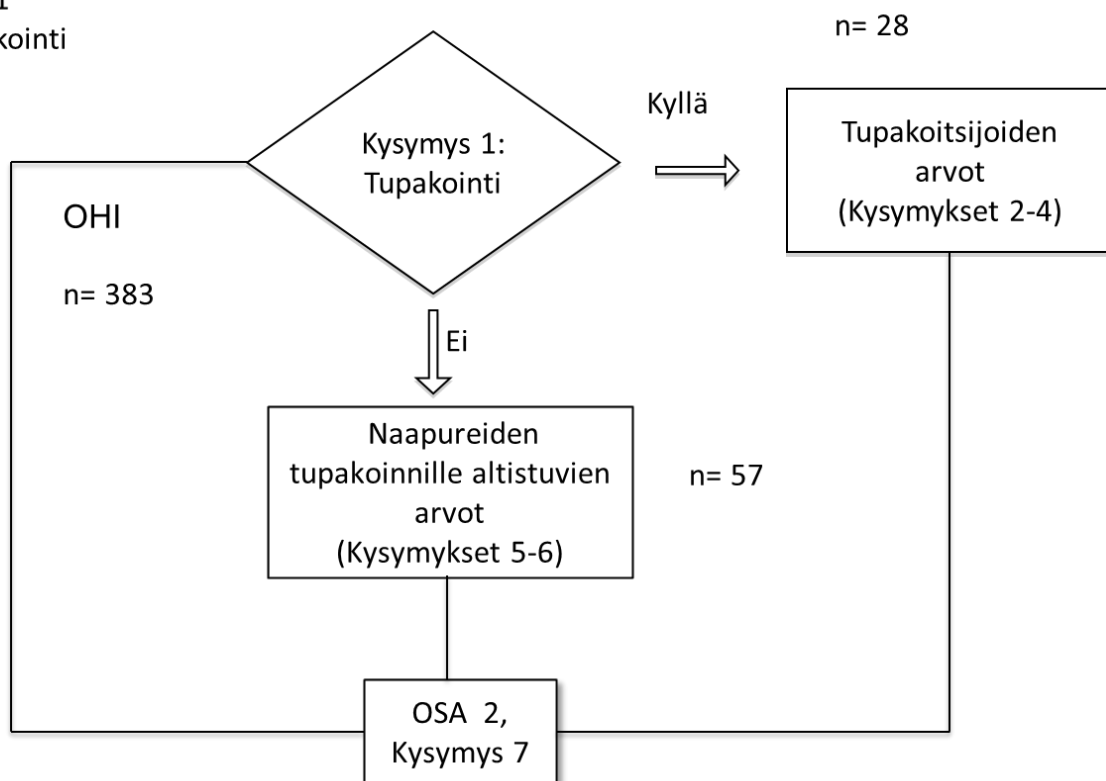 n= 28
Kyllä
Kysymys 1:
Tupakointi
Tupakoitsijoiden
arvot
(Kysymykset 2-4)
OHI
n= 383
Ei
Naapureiden
tupakoinnille altistuvien
arvot
(Kysymykset 5-6)
n= 57
OSA 2,
Kysymys 7